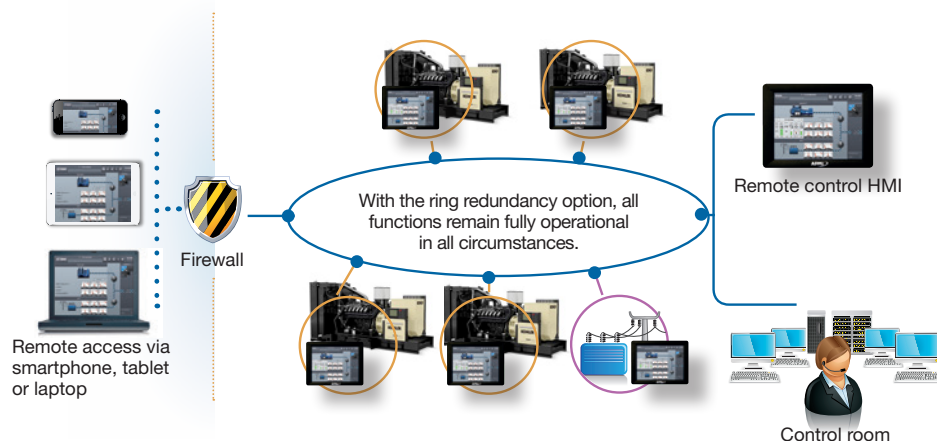 With the ring redundancy option, all
functions remain fully operational
in all circumstances.
Remote control HMI
Firewall
Remote access via
smartphone, tablet
or laptop
Control room